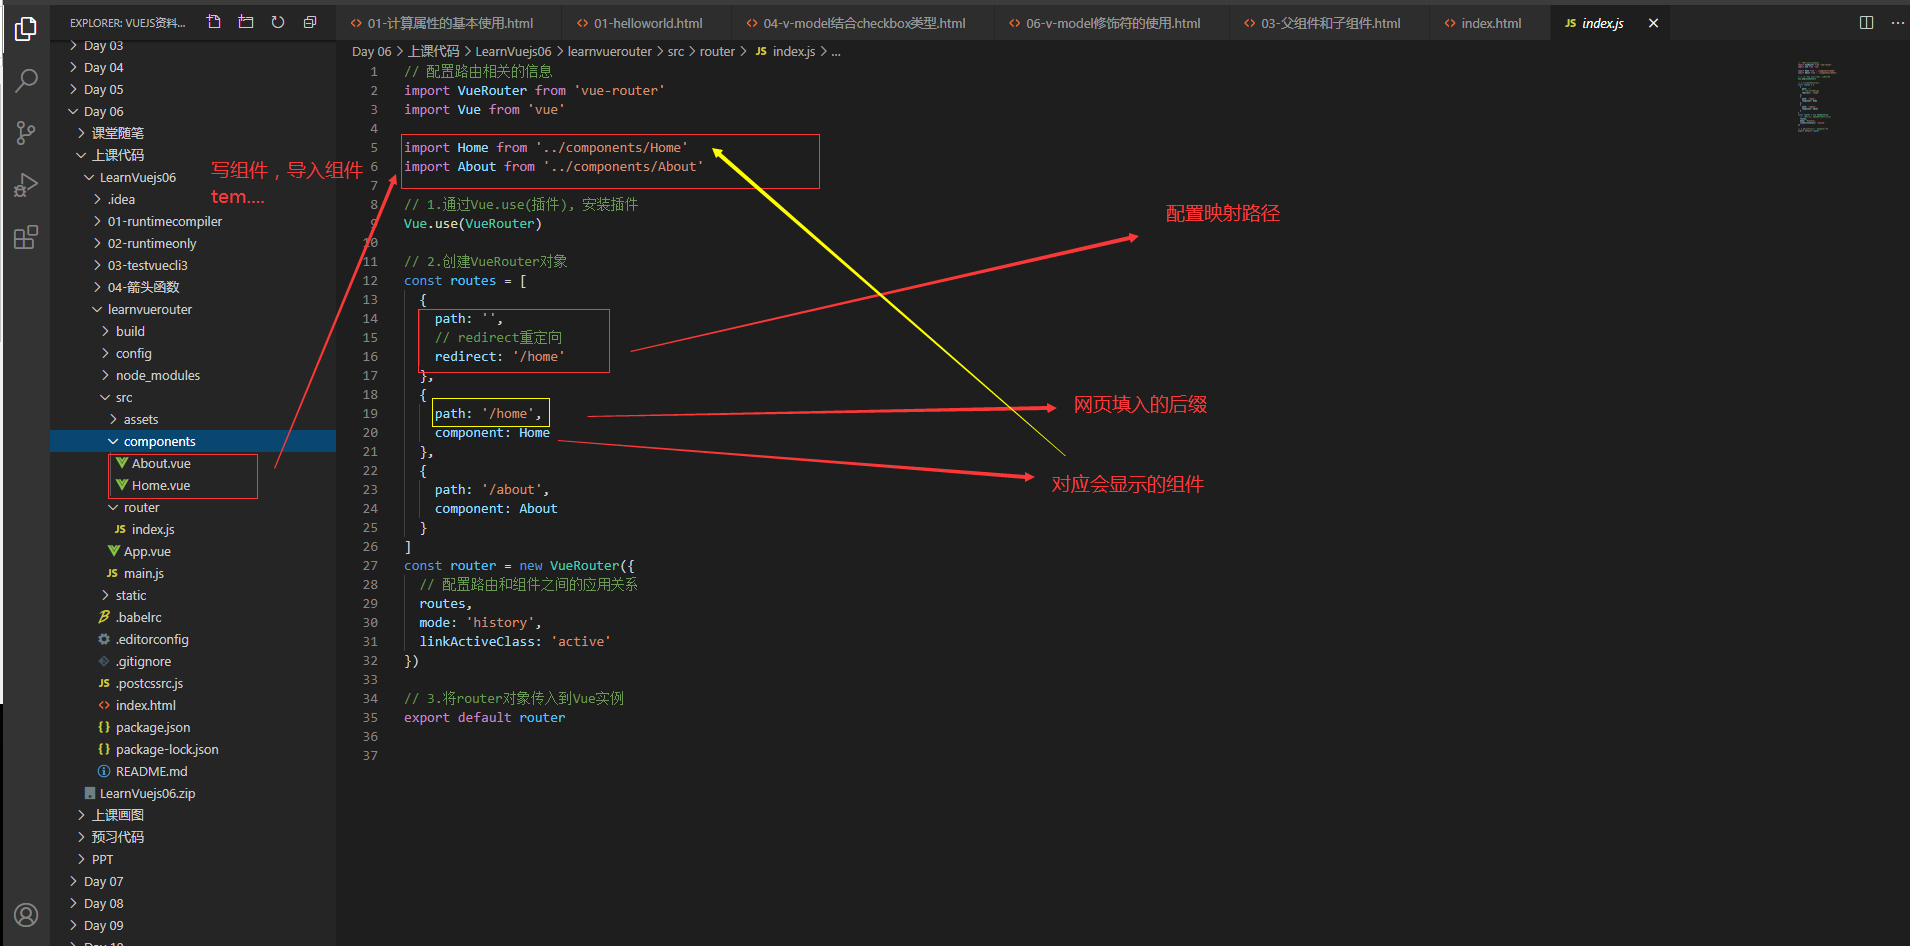 EXPLORER: VUEJS资料...
01-计算属性的基本使用.html
01-helloworld.html
04-v-model结合checkbox类型.html
06-v-model修饰符的使用.html
03-父组件和子组件.html
index.html
JS index.js
Day 06 > 上课代码 > LearnVuejs06 > learnvuerouter > src > router > JS index.js > ...
Day 03
Day 04
Day 05
Day 06
课堂随笔
上课代码
LearnVuejs06
.idea
01-runtimecompiler
02-runtimeonly
03-testvuecli3
04-箭头函数
learnvuerouter
build
config
node_modules
src
assets
components
About.vue
Home.vue
router
JS index.js
App.vue
JS main.js
static
.babelrc
.editorconfig
.gitignore
JS .postcssrc.js
index.html
{} package.json
{} package-lock.json
README.md
LearnVuejs06.zip
上课画图
预习代码
PPT
Day 07
Day 08
Day 09
写组件，导入组件
tem....
1 // 配置路由相关的信息
2 import VueRouter from 'vue-router'
3 import Vue from 'vue'
4
5 import Home from '../components/Home'
6 import About from '../components/About'
7
8 // 1.通过Vue.use(插件), 安装插件
9 Vue.use(VueRouter)
10
11 // 2.创建VueRouter对象
12 const routes = [
13 {
14 path: '',
15 // redirect重定向
16 redirect: '/home'
17 },
18 {
19 path: '/home',
20 component: Home
21 },
22 {
23 path: '/about',
24 component: About
25 }
26 ]
27 const router = new VueRouter({
28 // 配置路由和组件之间的应用关系
29 routes,
30 mode: 'history',
31 linkActiveClass: 'active'
32 })
33
34 // 3.将router对象传入到Vue实例
35 export default router
36
37
配置映射路径
网页填入的后缀
对应会显示的组件